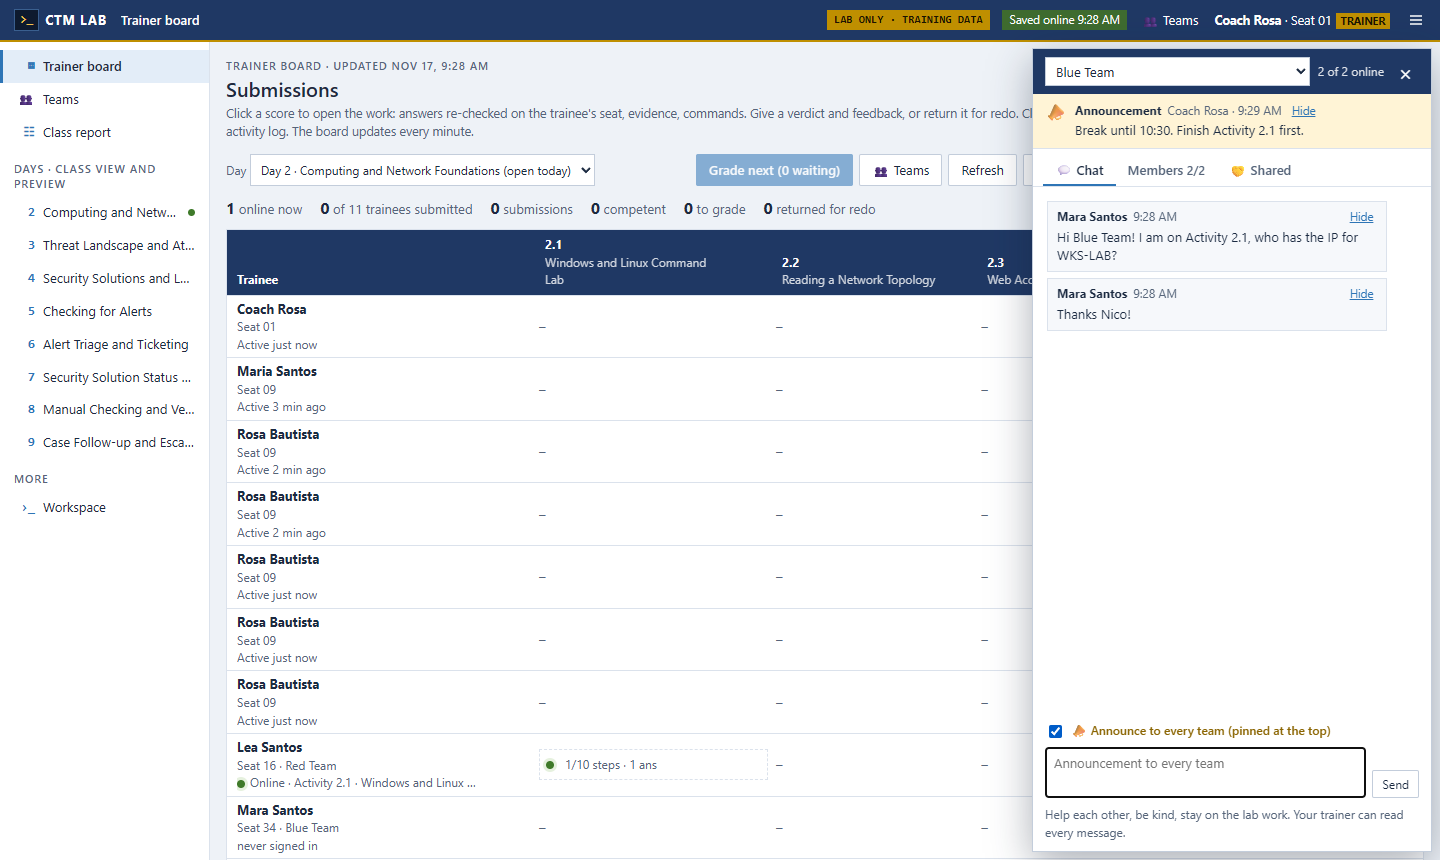 >_ CTM LAB Trainer board
LAB ONLY · TRAINING DATA
Saved online 9:28 AM
Teams
Coach Rosa · Seat 01 TRAINER
Trainer board
Teams
Class report
DAYS · CLASS VIEW AND
PREVIEW
2 Computing and Netw...
3 Threat Landscape and At...
4 Security Solutions and L...
5 Checking for Alerts
6 Alert Triage and Ticketing
7 Security Solution Status ...
8 Manual Checking and Ve...
9 Case Follow-up and Esca...
MORE
>_ Workspace
TRAINER BOARD · UPDATED NOV 17, 9:28 AM
Submissions
Click a score to open the work: answers re-checked on the trainee's seat, evidence, commands. Give a verdict and feedback, or return it for redo.
activity log. The board updates every minute.
Day Day 2 · Computing and Network Foundations (open today)
Grade next (0 waiting)
Teams
Refresh
1 online now 0 of 11 trainees submitted 0 submissions 0 competent 0 to grade 0 returned for redo
Trainee
2.1
Windows and Linux Command
Lab
2.2
Reading a Network Topology
2.3
Web Acc
Coach Rosa
Seat 01
Active just now
– – –
Maria Santos
Seat 09
Active 3 min ago
– – –
Rosa Bautista
Seat 09
Active 2 min ago
– – –
Rosa Bautista
Seat 09
Active 2 min ago
– – –
Rosa Bautista
Seat 09
Active just now
– – –
Rosa Bautista
Seat 09
Active just now
– – –
Rosa Bautista
Seat 09
Active just now
– – –
Lea Santos
Seat 16 · Red Team
Online · Activity 2.1 · Windows and Linux ...
1/10 steps · 1 ans
– –
Mara Santos
Seat 34 · Blue Team
never signed in
– – –
Blue Team
2 of 2 online
Announcement Coach Rosa · 9:29 AM Hide
Break until 10:30. Finish Activity 2.1 first.
Chat
Members 2/2
Shared
Mara Santos 9:28 AM Hide
Hi Blue Team! I am on Activity 2.1, who has the IP for
WKS-LAB?
Mara Santos 9:28 AM Hide
Thanks Nico!
Announce to every team (pinned at the top)
Announcement to every team
Send
Help each other, be kind, stay on the lab work. Your trainer can read
every message.